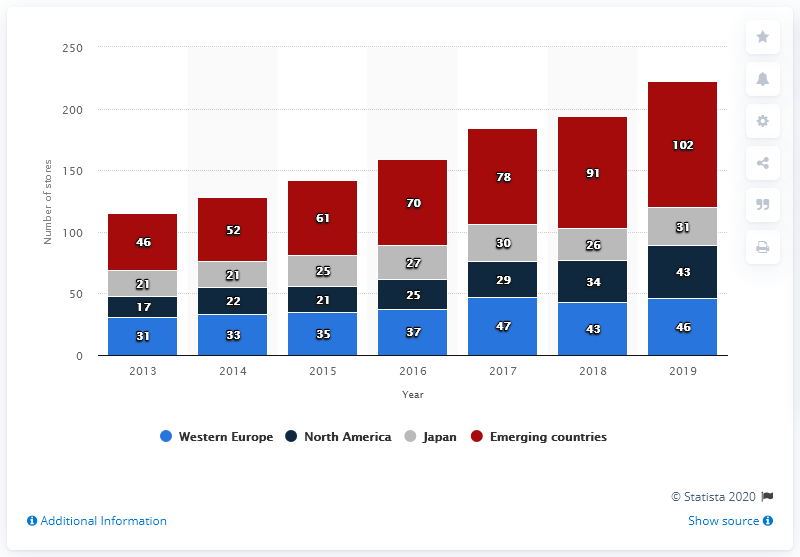 250
200
150
100
50
0
Number of stores
46 52 61 70 78 91 102
21 21 25 27 30 26 31
17 22 21 25 29 34 43
31 33 35 37 47 43 46
2013 2014 2015 2016 2017 2018 2019
Year
Western Europe North America Japan Emerging countries
© Statista 2020
Additional Information Show source